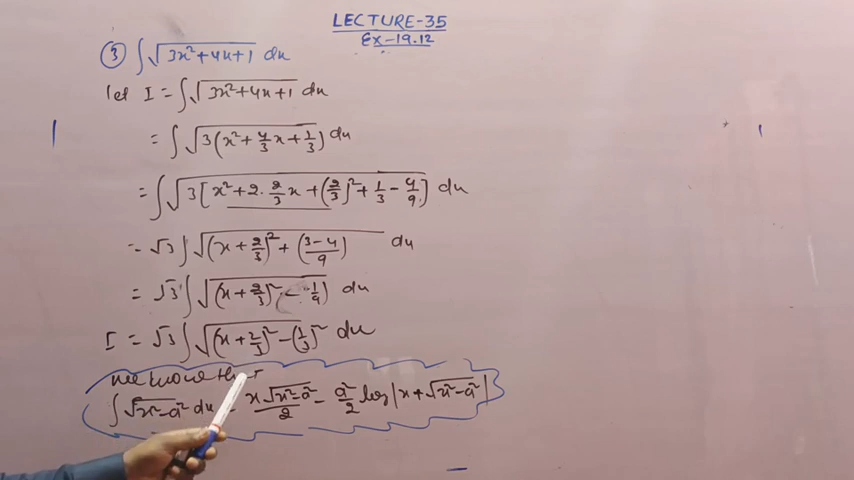 LECTURE-35
Ex-19.12
③ ∫√(3x²+4x+1) dx
let I = ∫√(3x²+4x+1) dx
= ∫√(3(x²+4/3 x+1/3)) dx
= ∫√(3[x²+2·2/3 x+(2/3)²+1/3-4/9]) dx
= √3 ∫√((x+2/3)²+(3-4/9)) dx
= √3 ∫√((x+2/3)²-1/9) dx
I = √3 ∫√((x+2/3)²-(1/3)²) dx
we know
∫√(x²-a²) dx = x√(x²-a²)/2 - a²/2 log|x+√(x²-a²)|